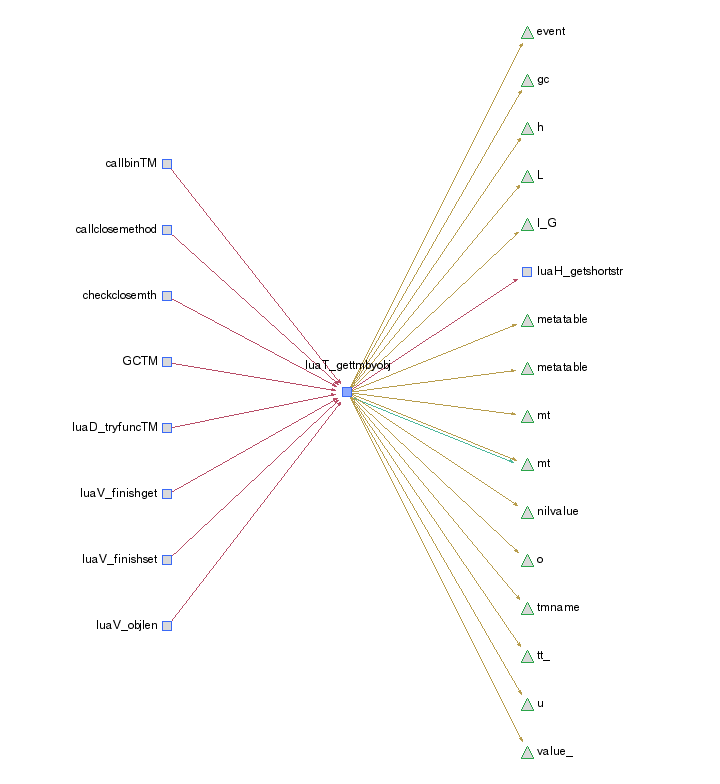 callbinTM
callclosemethod
checkclosemth
GCTM
luaD_tryfuncTM
luaV_finishget
luaV_finishset
luaV_objlen
luaT_gettmbyobj
event
gc
h
L
l_G
luaH_getshortstr
metatable
metatable
mt
mt
nilvalue
o
tmname
tt_
u
value_